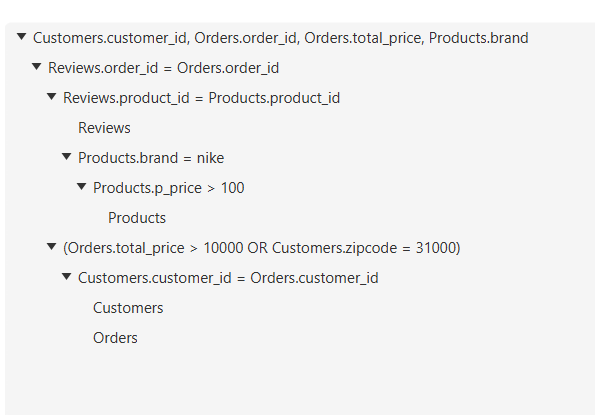 Customers.customer_id, Orders.order_id, Orders.total_price, Products.brand
Reviews.order_id = Orders.order_id
Reviews.product_id = Products.product_id
Reviews
Products.brand = nike
Products.p_price > 100
Products
(Orders.total_price > 10000 OR Customers.zipcode = 31000)
Customers.customer_id = Orders.customer_id
Customers
Orders